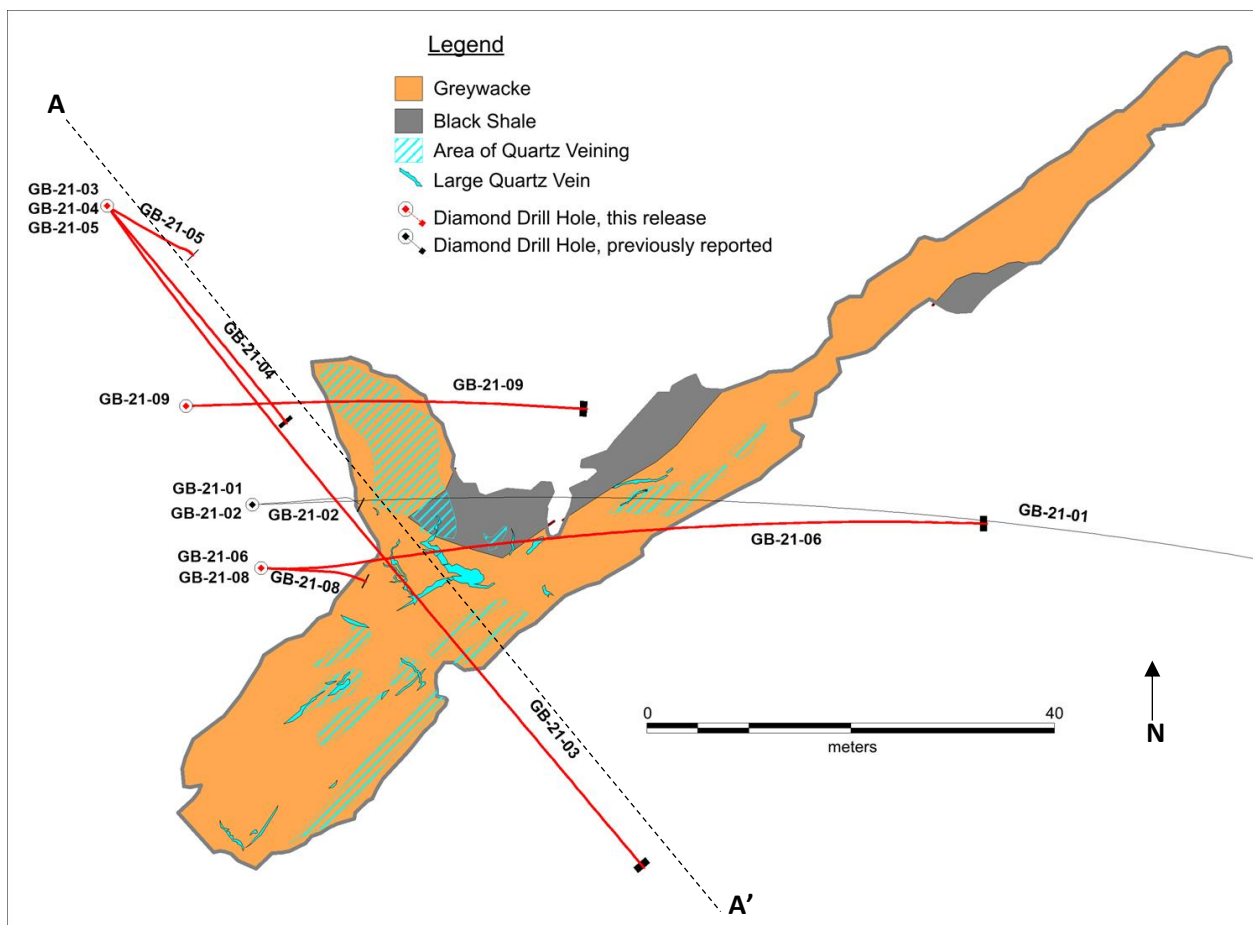 Legend
Greywacke
Black Shale
Area of Quartz Veining
Large Quartz Vein
Diamond Drill Hole, this release
Diamond Drill Hole, previously reported
A
GB-21-03
GB-21-04
GB-21-05
GB-21-05
GB-21-04
GB-21-09
GB-21-09
GB-21-01
GB-21-02
GB-21-02
GB-21-01
GB-21-06
GB-21-06
GB-21-08
GB-21-08
GB-21-03
0 40
meters
N
A’